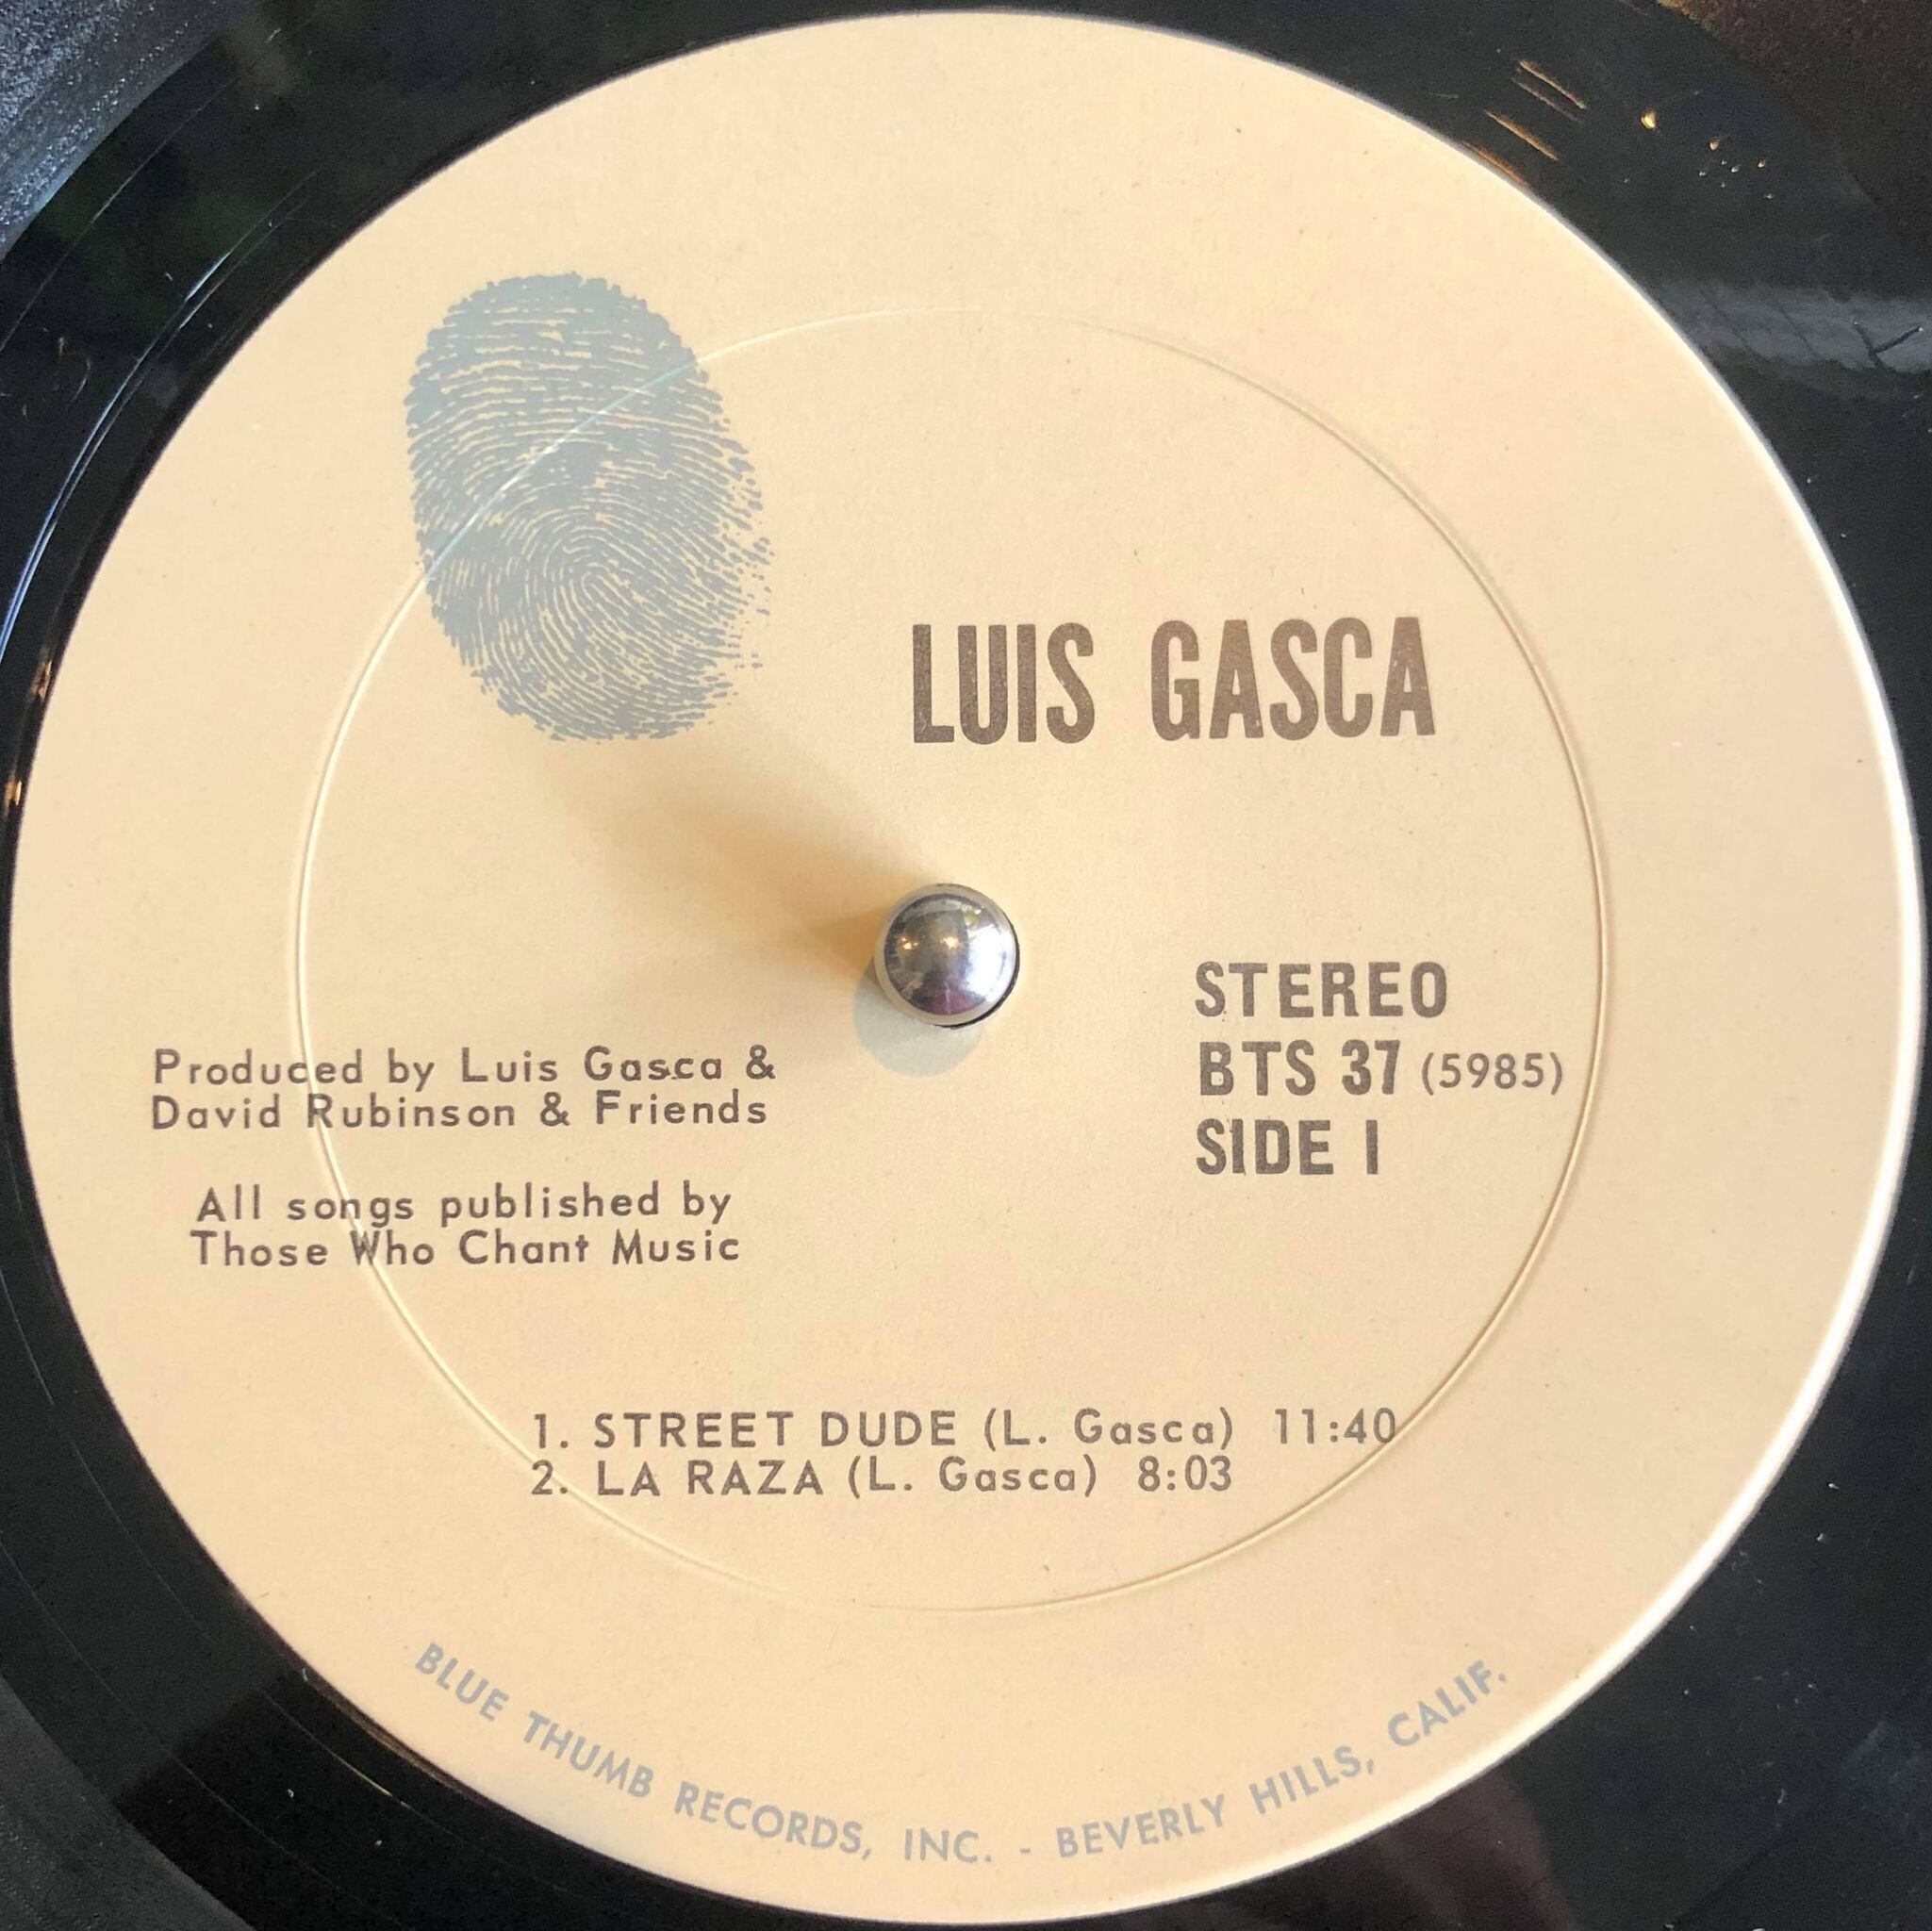 LUIS GASCA
STEREO
BTS 37 (5985)
SIDE I
Produced by Luis Gasca &
David Rubinson & Friends
All songs published by
Those Who Chant Music
1. STREET DUDE (L. Gasca) 11:40
2. LA RAZA (L. Gasca) 8:03
BLUE THUMB RECORDS, INC. - BEVERLY HILLS, CALIF.